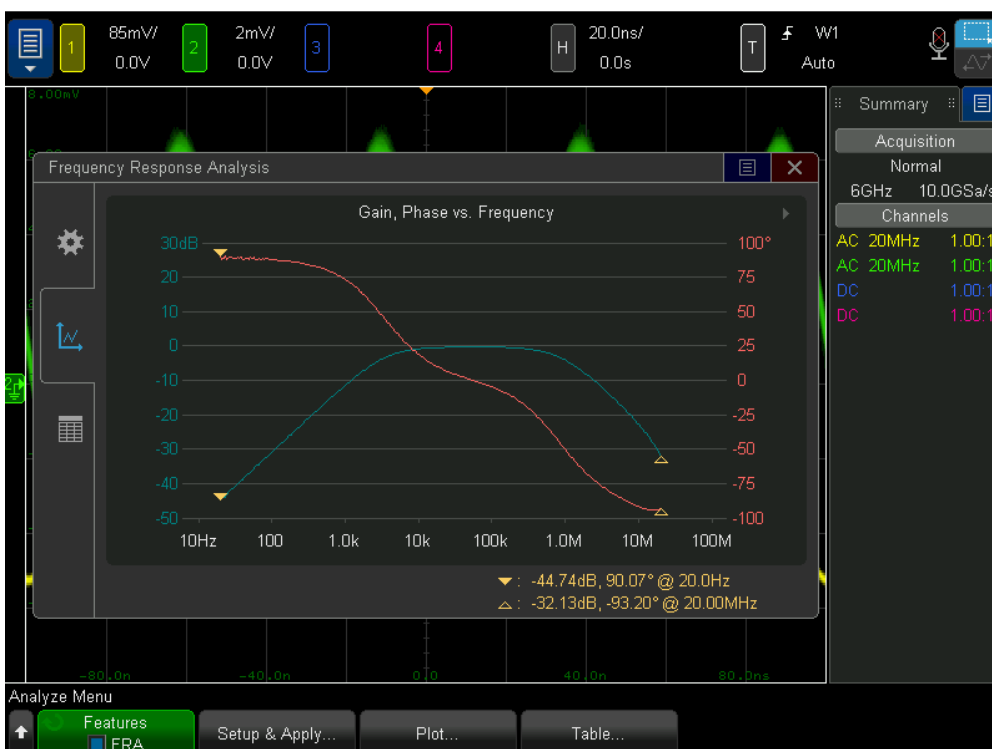 1 85mV/ 2 2mV/ 3 4 H 20.0ns/ T W1
0.0V 0.0V 0.0s Auto
8.00mV
Summary
Acquisition
Normal
6GHz 10.0GSa/s
Channels
AC 20MHz 1.00:1
AC 20MHz 1.00:1
DC 1.00:1
DC 1.00:1
Frequency Response Analysis
Gain, Phase vs. Frequency
30dB 100°
20 75
10 50
0 25
-10 0
-20 -25
-30 -50
-40 -75
-50 -100
10Hz 100 1.0k 10k 100k 1.0M 10M 100M
: -44.74dB, 90.07° @ 20.0Hz
: -32.13dB, -93.20° @ 20.00MHz
2
-80.0n -40.0n 0.0 40.0n 80.0ns
Analyze Menu
Features
FRA
Setup & Apply...
Plot...
Table...